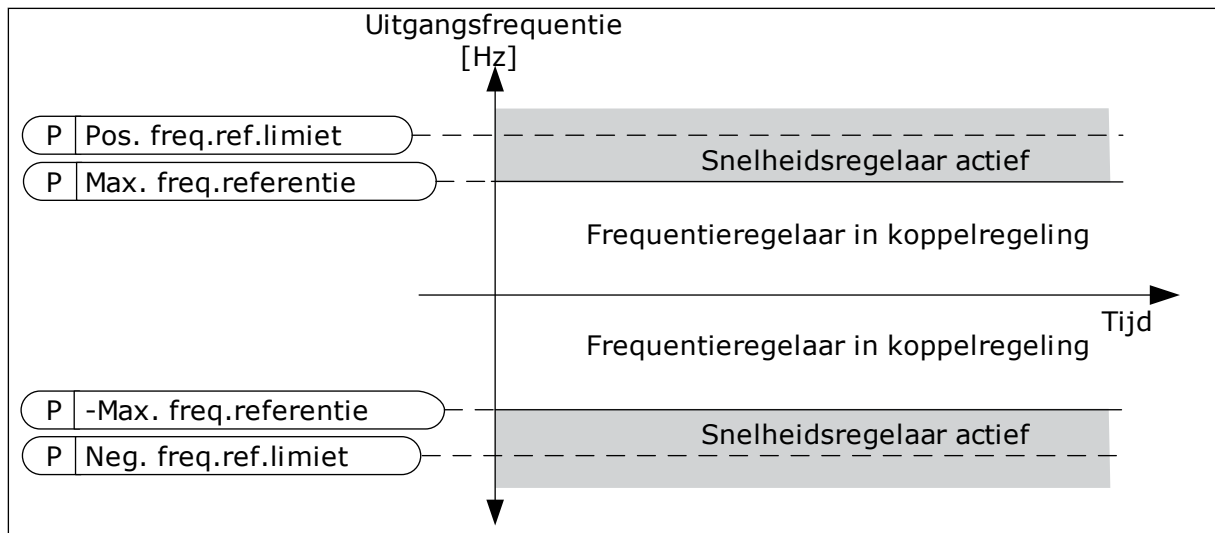 Uitgangsfrequentie
[Hz]
P Pos. freq.ref.limiet
Snelheidsregelaar actief
P Max. freq.referentie
Frequentieregelaar in koppelregeling
Tijd
Frequentieregelaar in koppelregeling
P -Max. freq.referentie
Snelheidsregelaar actief
P Neg. freq.ref.limiet